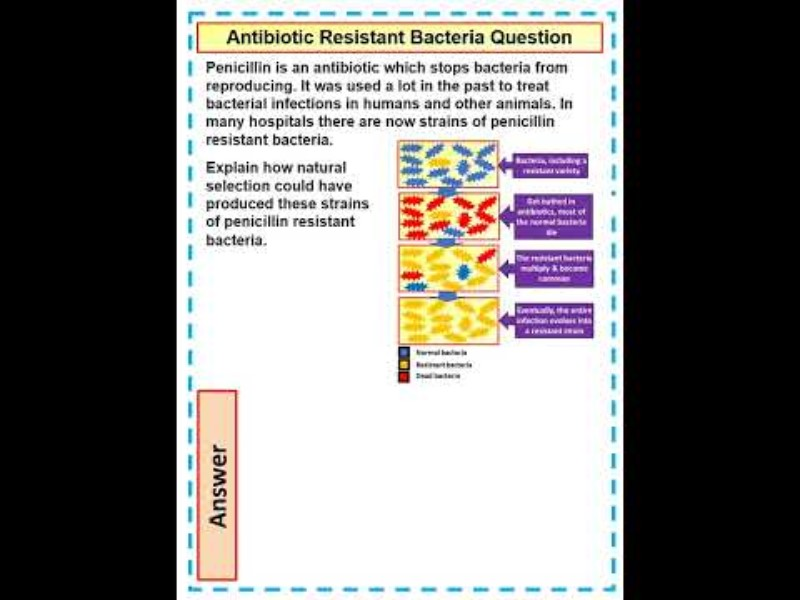 Antibiotic Resistant Bacteria Question
Penicillin is an antibiotic which stops bacteria from
reproducing. It was used a lot in the past to treat
bacterial infections in humans and other animals. In
many hospitals there are now strains of penicillin
resistant bacteria.
Explain how natural
selection could have
produced these strains
of penicillin resistant
bacteria.
Bacteria, including a
resistant variety
Get bathed in
antibiotics, most of
the normal bacteria
die
The resistant bacteria
multiply & become
common
Eventually, the entire
infection evolves into
a resistant strain
Normal bacteria
Resistant bacteria
Dead bacteria
Answer